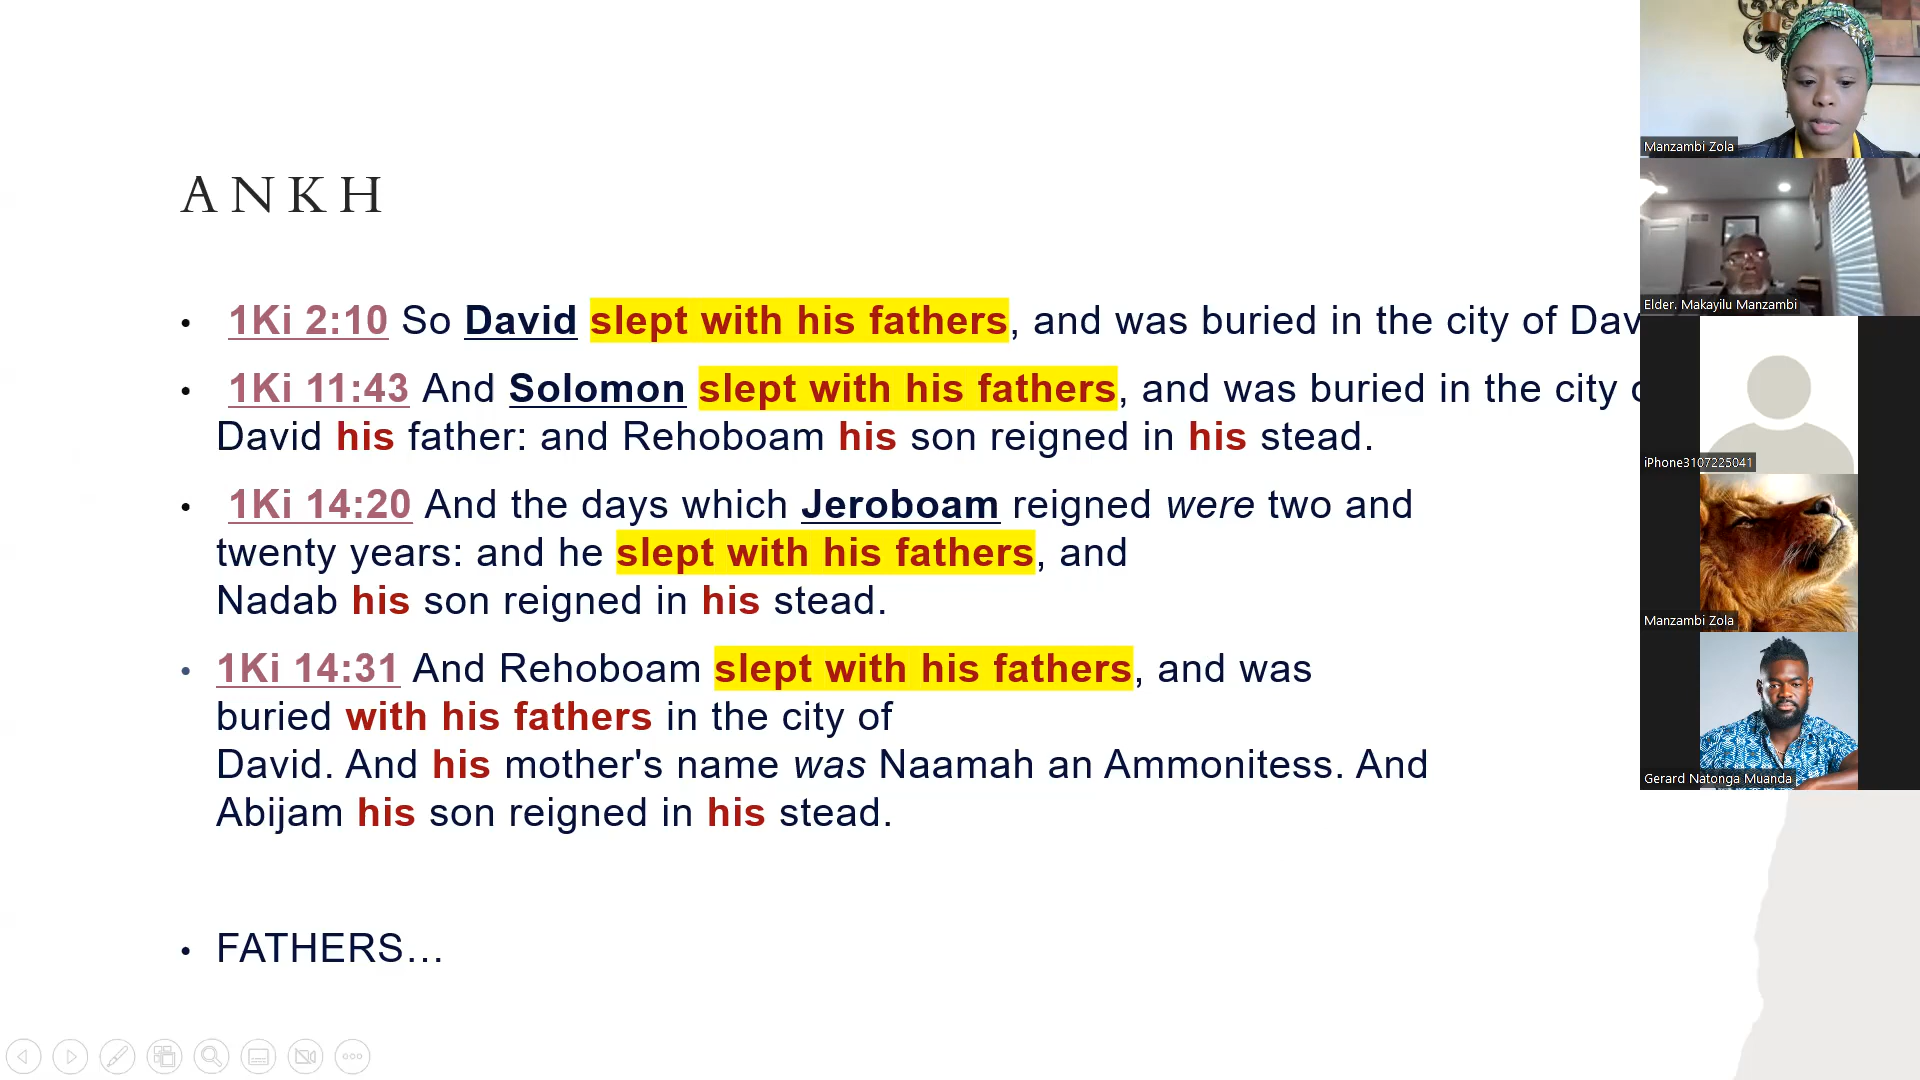 ANKH
• 1Ki 2:10 So David slept with his fathers, and was buried in the city of Dav
• 1Ki 11:43 And Solomon slept with his fathers, and was buried in the city
David his father: and Rehoboam his son reigned in his stead.
• 1Ki 14:20 And the days which Jeroboam reigned were two and
twenty years: and he slept with his fathers, and
Nadab his son reigned in his stead.
• 1Ki 14:31 And Rehoboam slept with his fathers, and was
buried with his fathers in the city of
David. And his mother's name was Naamah an Ammonitess. And
Abijam his son reigned in his stead.
• FATHERS...
Manzambi Zola
Elder. Makayilu Manzambi
iPhone3107225041
Manzambi Zola
Gerard Natonga Muanda